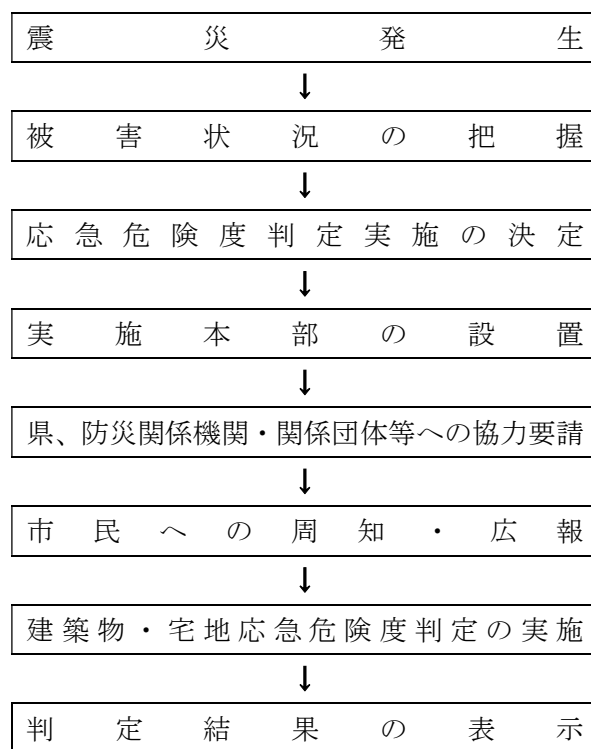 震災発生
↓
被害状況の把握
↓
応急危険度判定実施の決定
↓
実施本部の設置
↓
県、防災関係機関・関係団体等への協力要請
↓
市民への周知・広報
↓
建築物・宅地応急危険度判定の実施
↓
判定結果の表示